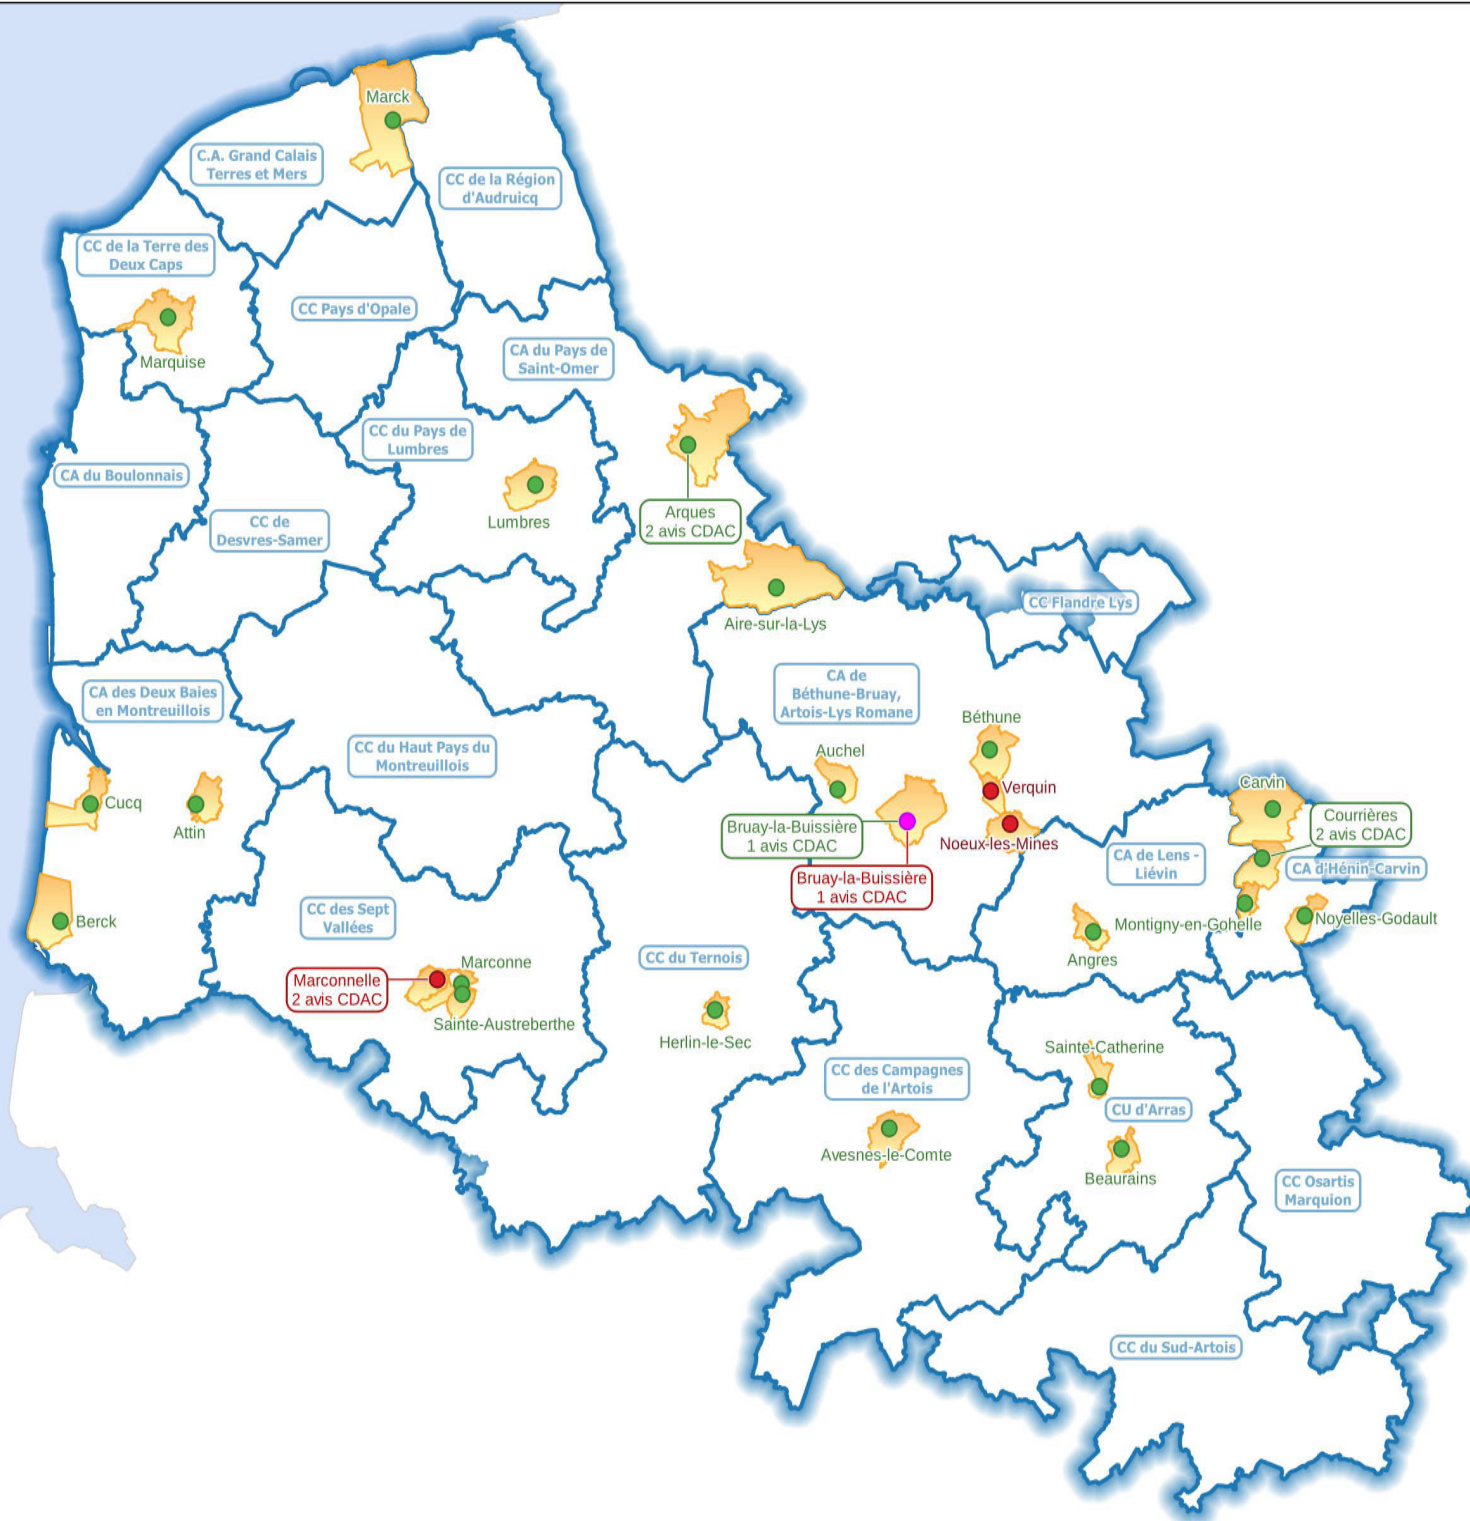 Marck
C.A. Grand Calais
Terres et Mers
CC de la Région
d'Audruicq
CC de la Terre des
Deux Caps
CC Pays d'Opale
Marquise
CA du Pays de
Saint-Omer
CC du Pays de
Lumbres
CA du Boulonnais
Lumbres
CC de
Desvres-Samer
Arques
2 avis CDAC
Aire-sur-la-Lys
CC Flandre Lys
CA des Deux Baies
en Montreuillois
CA de
Béthune-Bruay,
Artois-Lys Romane
Béthune
CC du Haut Pays du
Montreuillois
Auchel
Verquin
Carvin
Cucq
Attin
Bruay-la-Buissière
1 avis CDAC
Noeux-les-Mines
Courrières
2 avis CDAC
CA de Lens -
Liévin
CA d'Hénin-Carvin
Bruay-la-Buissière
1 avis CDAC
Berck
CC des Sept
Vallées
Montigny-en-Gohelle
Noyelles-Godault
Angres
CC du Ternois
Marconne
Marconnelle
2 avis CDAC
Sainte-Austreberthe
Herlin-le-Sec
Sainte-Catherine
CC des Campagnes
de l'Artois
CU d'Arras
Avesnes-le-Comte
Beaurains
CC Osartis
Marquion
CC du Sud-Artois